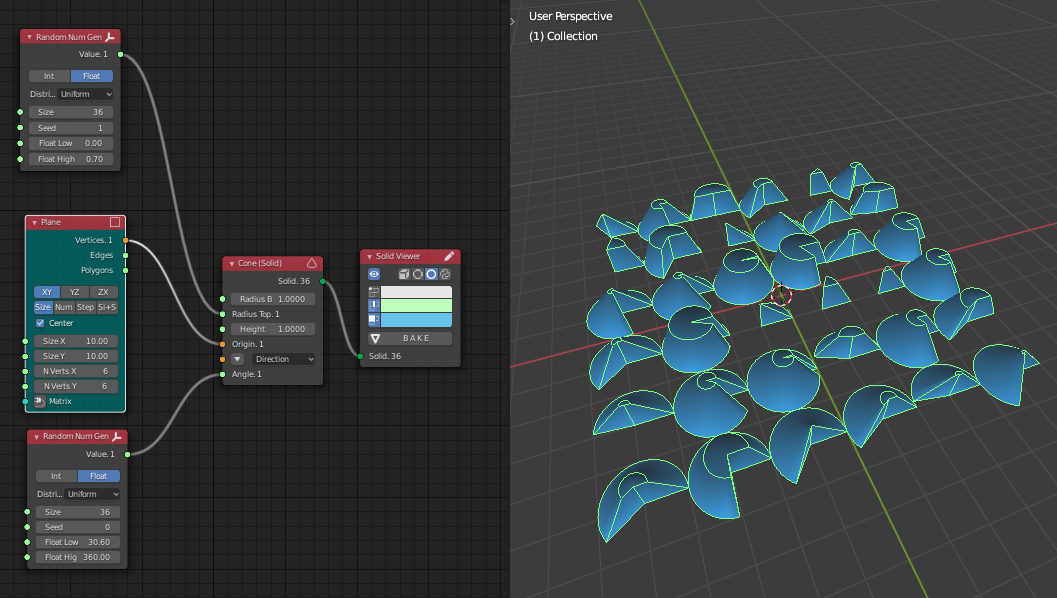 Random Num Gen
Value. 1
Int Float
Distri... Uniform
Size 36
Seed 1
Float Low 0.00
Float High 0.70
Plane
Vertices. 1
Edges
Polygons
XY YZ ZX
Size Num Step Si+S
Center
Size X 10.00
Size Y 10.00
N Verts X 6
N Verts Y 6
Matrix
Random Num Gen
Value. 1
Int Float
Distri... Uniform
Size 36
Seed 0
Float Low 30.60
Float Hig 360.00
Cone (Solid)
Solid. 36
Radius B 1.0000
Radius Top. 1
Height 1.0000
Origin. 1
Direction
Angle. 1
Solid Viewer
BAKE
Solid. 36
User Perspective
(1) Collection